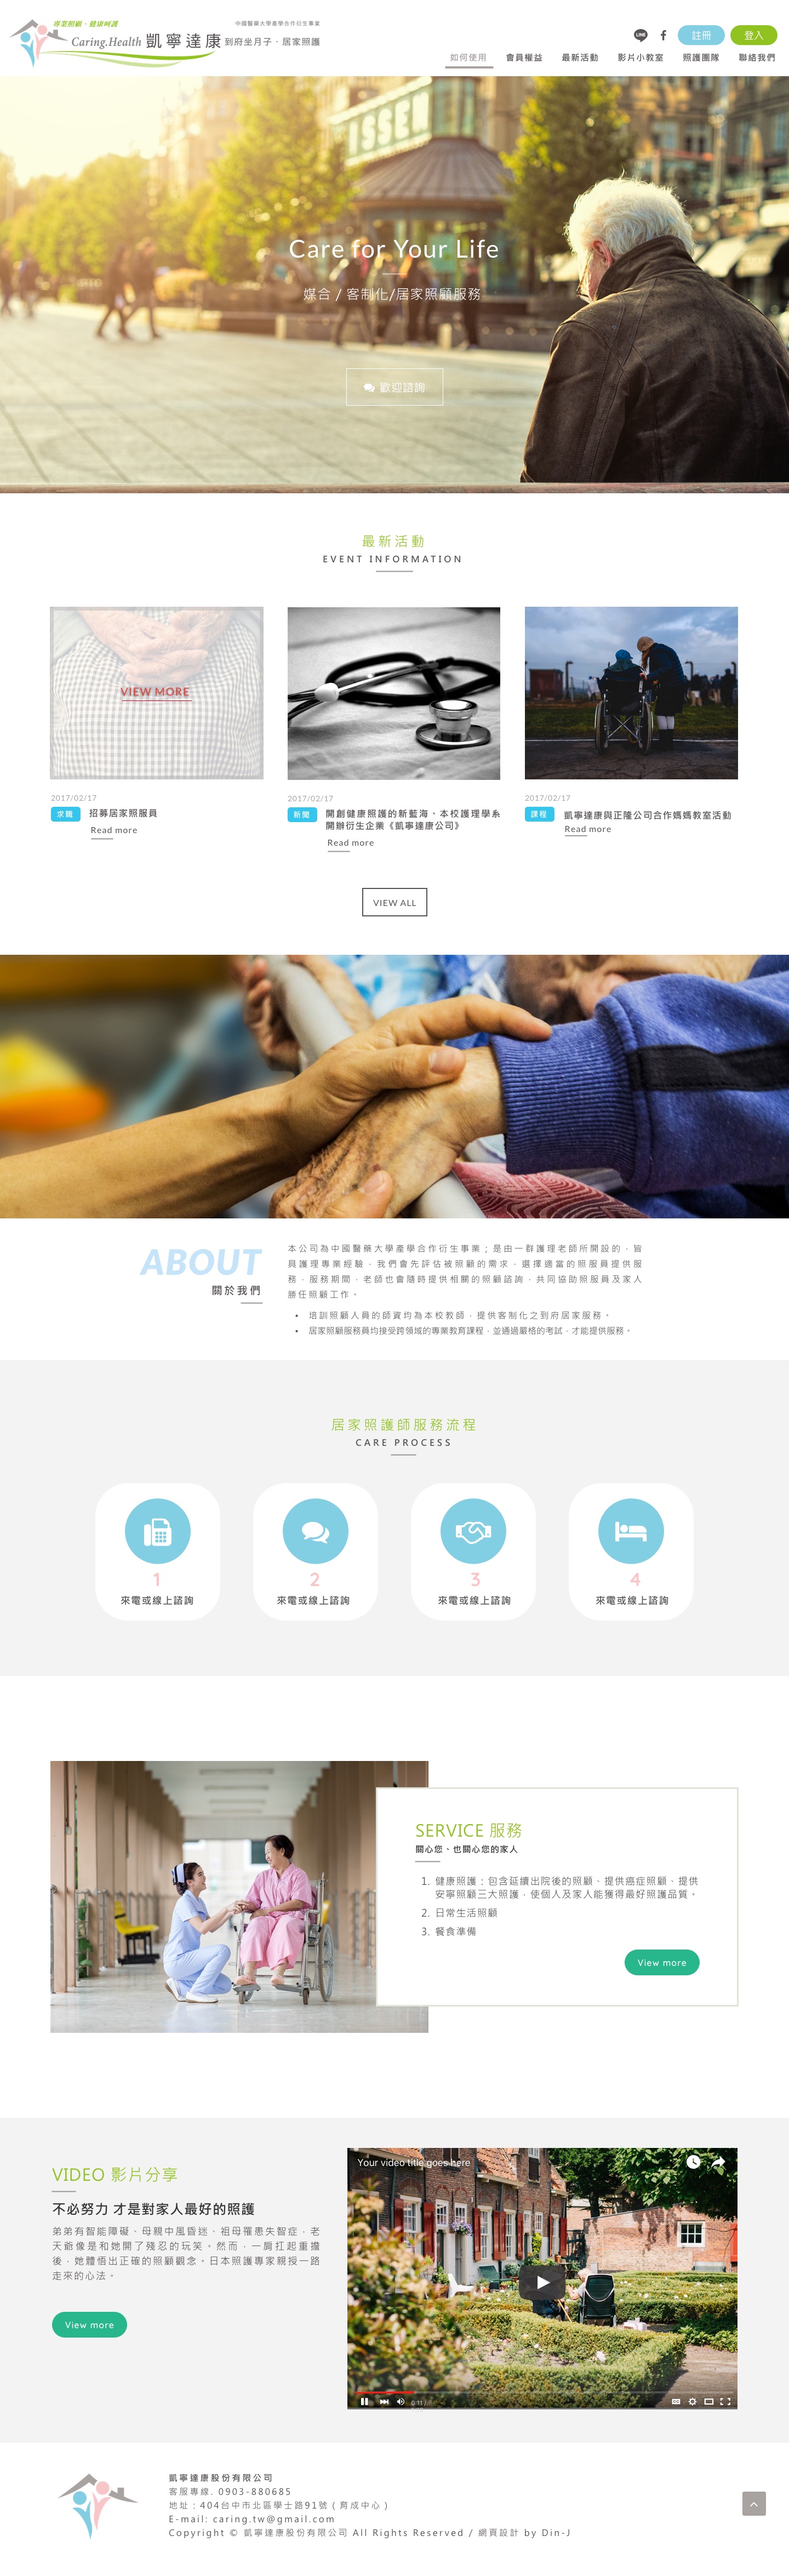 專業照顧、健康呵護
中國醫藥大學產學合作衍生事業
Caring.Health 凱寧達康 到府坐月子、居家照護
LINE
註冊
登入
如何使用
會員權益
最新活動
影片小教室
照護團隊
聯絡我們
Care for Your Life
媒合 / 客制化/居家照顧服務
歡迎諮詢
最新活動
EVENT INFORMATION
VIEW MORE
2017/02/17
求職 招募居家照服員
Read more
2017/02/17
新聞 開創健康照護的新藍海、本校護理學系
開辦衍生企業《凱寧達康公司》
Read more
2017/02/17
課程 凱寧達康與正隆公司合作媽媽教室活動
Read more
VIEW ALL
ABOUT
關於我們
本公司為中國醫藥大學產學合作衍生事業；是由一群護理老師所開設的，皆
具護理專業經驗，我們會先評估被照顧的需求，選擇適當的照服員提供服
務，服務期間，老師也會隨時提供相關的照顧諮詢，共同協助照服員及家人
勝任照顧工作。
• 培訓照顧人員的師資均為本校教師，提供客制化之到府居家服務。
• 居家照顧服務員均接受跨領域的專業教育課程，並通過嚴格的考試，才能提供服務。
居家照護師服務流程
CARE PROCESS
1
來電或線上諮詢
2
來電或線上諮詢
3
來電或線上諮詢
4
來電或線上諮詢
SERVICE 服務
關心您、也關心您的家人
1. 健康照護：包含延續出院後的照顧、提供癌症照顧、提供
安寧照顧三大照護，使個人及家人能獲得最好照護品質。
2. 日常生活照顧
3. 餐食準備
View more
VIDEO 影片分享
不必努力 才是對家人最好的照護
弟弟有智能障礙、母親中風昏迷、祖母罹患失智症，老
天爺像是和她開了殘忍的玩笑。然而，一肩扛起重擔
後，她體悟出正確的照顧觀念。日本照護專家親授一路
走來的心法。
View more
Your video title goes here
0:11 /
凱寧達康股份有限公司
客服專線. 0903-880685
地址：404台中市北區學士路91號（育成中心）
E-mail: caring.tw@gmail.com
Copyright © 凱寧達康股份有限公司 All Rights Reserved / 網頁設計 by Din-J